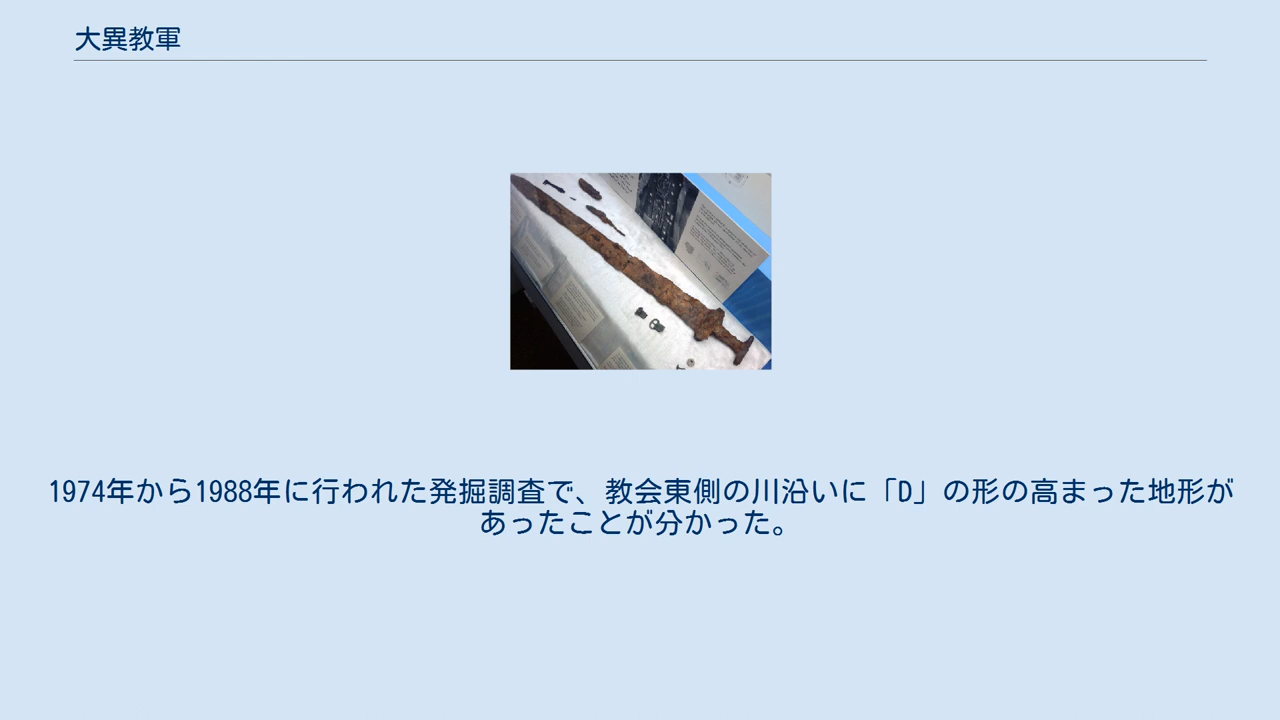 大異教軍
1974年から1988年に行われた発掘調査で、教会東側の川沿いに「D」の形の高まった地形が
あったことが分かった。